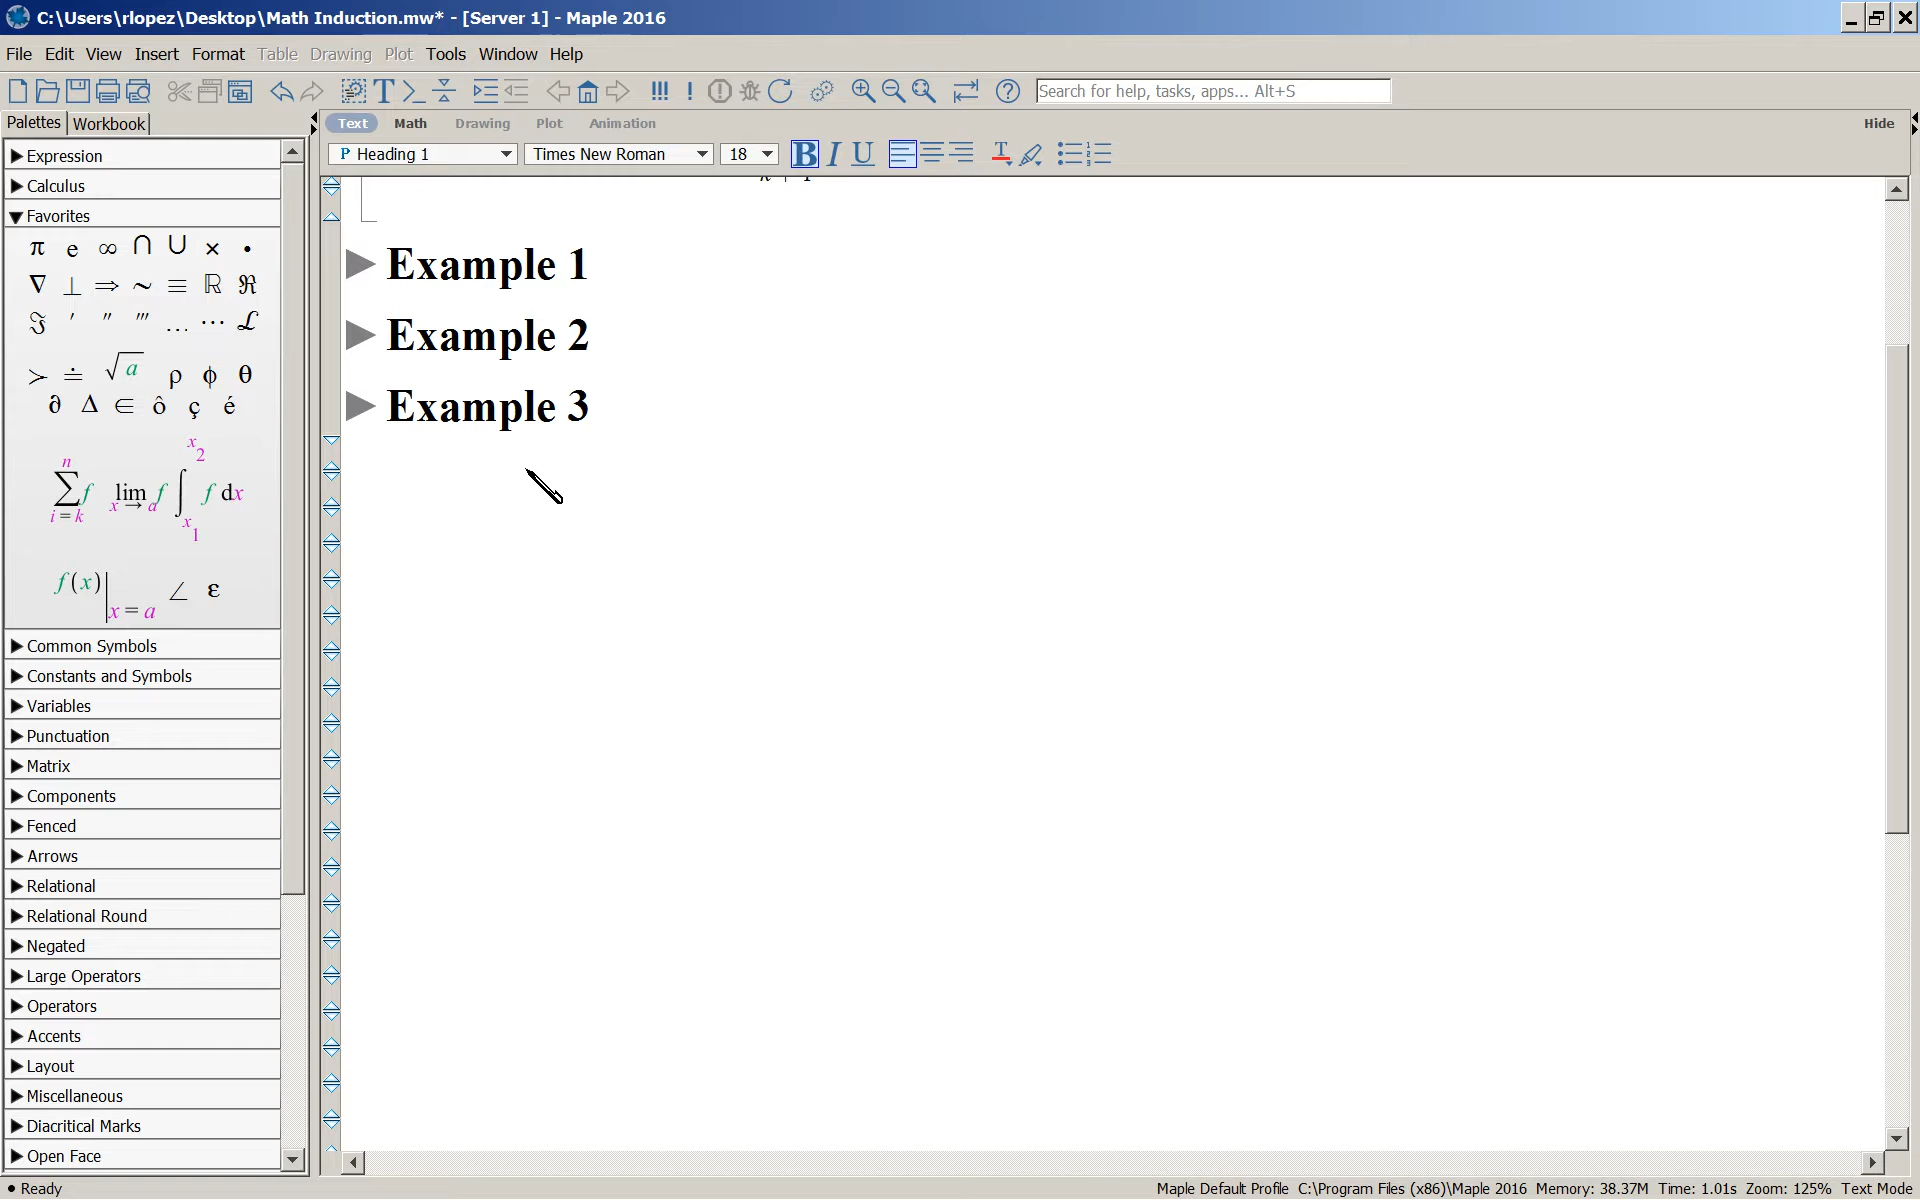 C:\Users\rlopez\Desktop\Math Induction.mw* - [Server 1] - Maple 2016
File Edit View Insert Format Table Drawing Plot Tools Window Help
Search for help, tasks, apps... Alt+S
Palettes Workbook
Text Math Drawing Plot Animation Hide
P Heading 1 Times New Roman 18 B I U T
Expression
Calculus
Favorites
π e ∞ ∩ ∪ × •
∇ ⊥ ⇒ ∼ ≡ ℝ ℜ
ℑ ′ ″ ‴ … ⋯ ℒ
≻ ≐ √a ρ ϕ θ
∂ Δ ∈ ô ç é
∑ i = k n f lim x → a f ∫ x 1 x 2 f dx
f(x) | x = a ∠ ε
Common Symbols
Constants and Symbols
Variables
Punctuation
Matrix
Components
Fenced
Arrows
Relational
Relational Round
Negated
Large Operators
Operators
Accents
Layout
Miscellaneous
Diacritical Marks
Open Face
Example 1
Example 2
Example 3
Ready
Maple Default Profile C:\Program Files (x86)\Maple 2016 Memory: 38.37M Time: 1.01s Zoom: 125% Text Mode